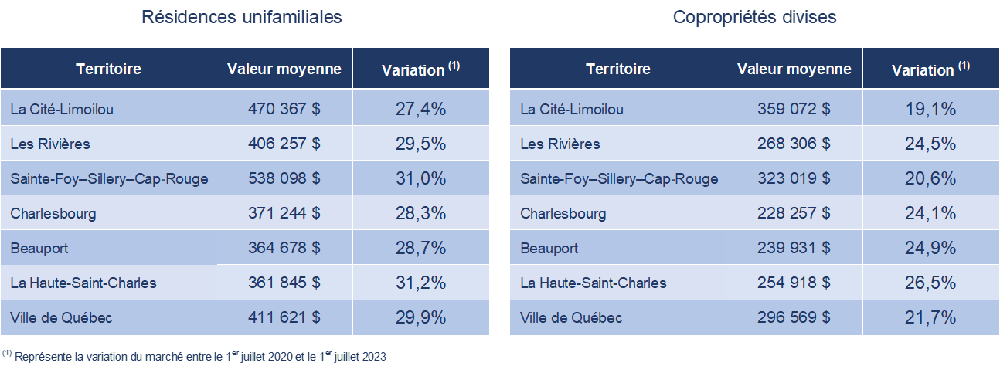 Résidences unifamiliales
Territoire Valeur moyenne Variation (1)
La Cité-Limoilou 470 367 $ 27,4%
Les Rivières 406 257 $ 29,5%
Sainte-Foy–Sillery–Cap-Rouge 538 098 $ 31,0%
Charlesbourg 371 244 $ 28,3%
Beauport 364 678 $ 28,7%
La Haute-Saint-Charles 361 845 $ 31,2%
Ville de Québec 411 621 $ 29,9%
Copropriétés divises
Territoire Valeur moyenne Variation (1)
La Cité-Limoilou 359 072 $ 19,1%
Les Rivières 268 306 $ 24,5%
Sainte-Foy–Sillery–Cap-Rouge 323 019 $ 20,6%
Charlesbourg 228 257 $ 24,1%
Beauport 239 931 $ 24,9%
La Haute-Saint-Charles 254 918 $ 26,5%
Ville de Québec 296 569 $ 21,7%
(1) Représente la variation du marché entre le 1er juillet 2020 et le 1er juillet 2023